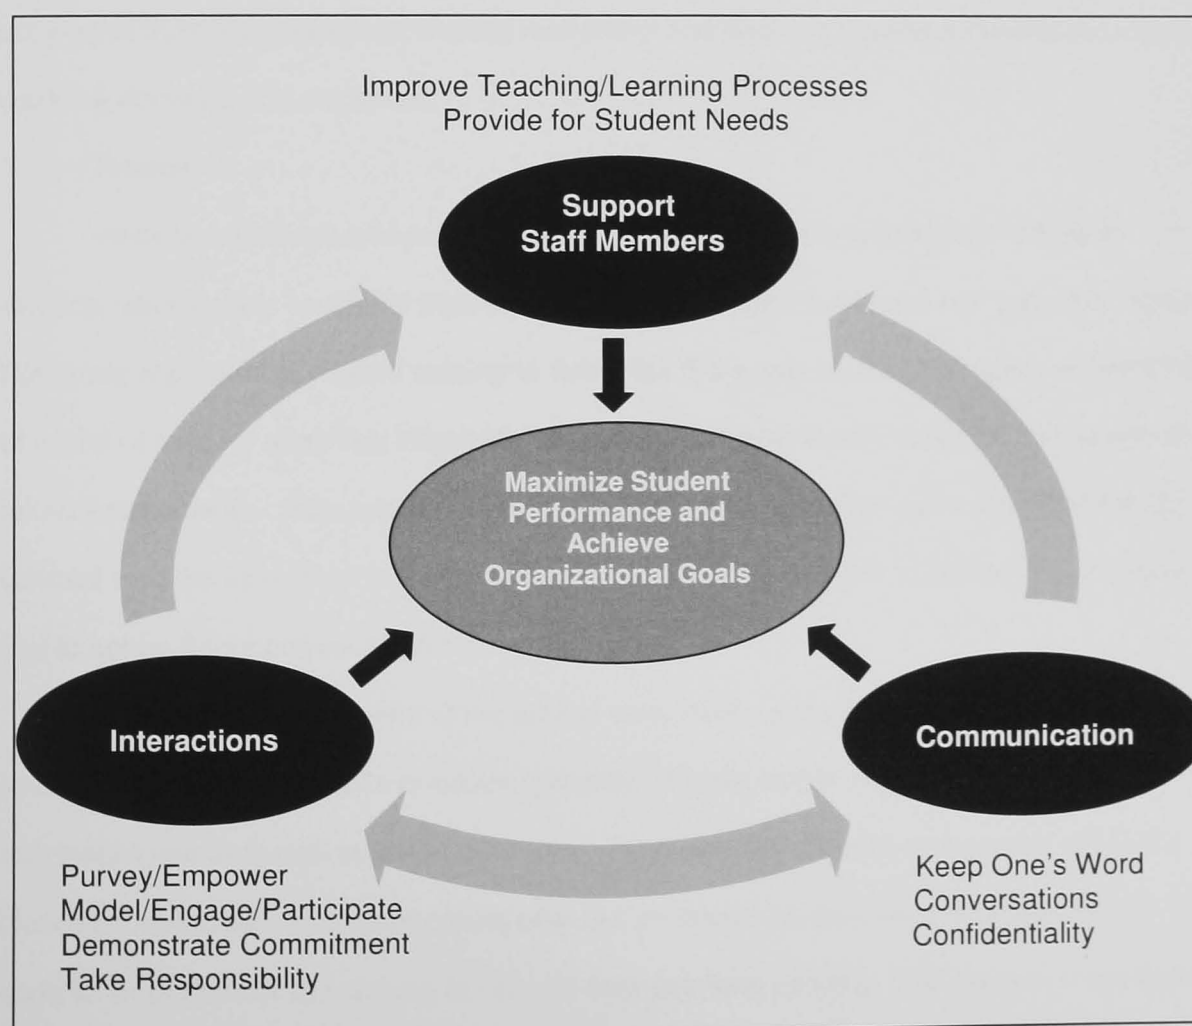 Improve Teaching/Learning Processes
Provide for Student Needs
Support
Staff Members
Maximize Student
Performance and
Achieve
Organizational Goals
Interactions
Communication
Purvey/Empower
Model/Engage/Participate
Demonstrate Commitment
Take Responsibility
Keep One's Word
Conversations
Confidentiality